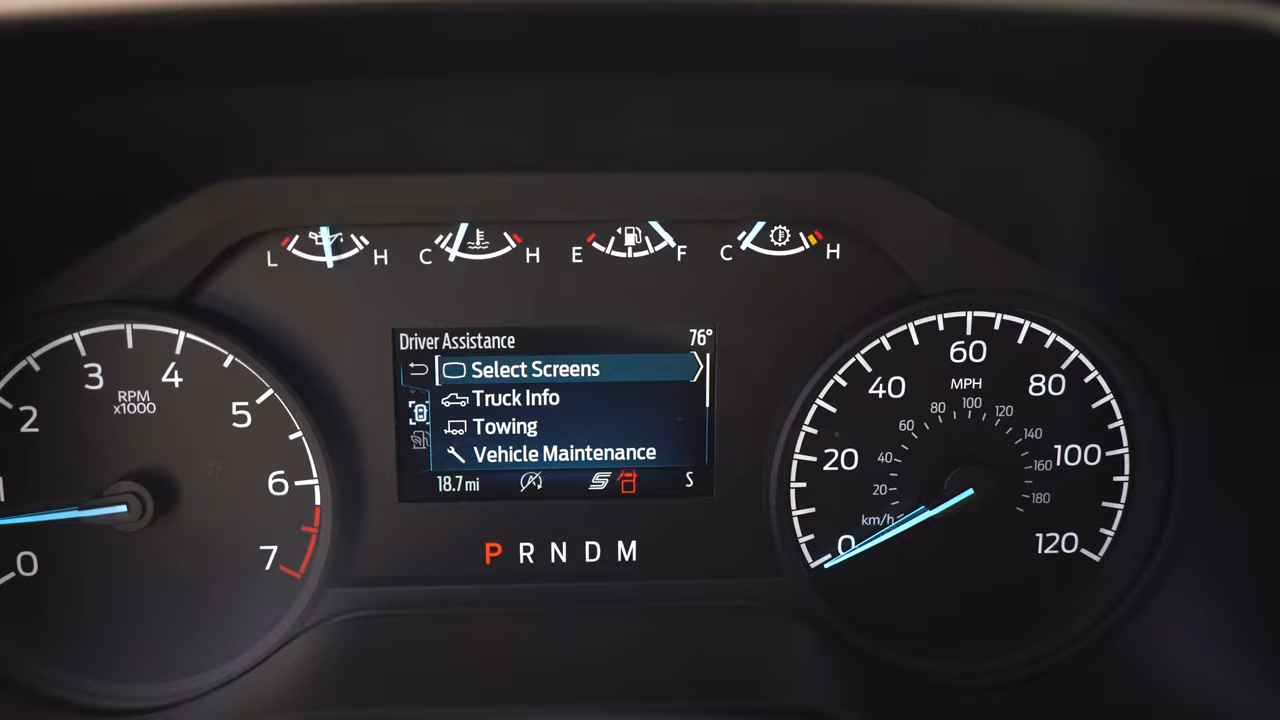 L H C H E F C H
Driver Assistance 76°
Select Screens
Truck Info
Towing
Vehicle Maintenance
18.7 mi S
P R N D M
0 1 2 3 4 5 6 7
RPM
x1000
0 20 40 60 80 100 120
MPH
20 40 60 80 100 120 140 160 180
km/h